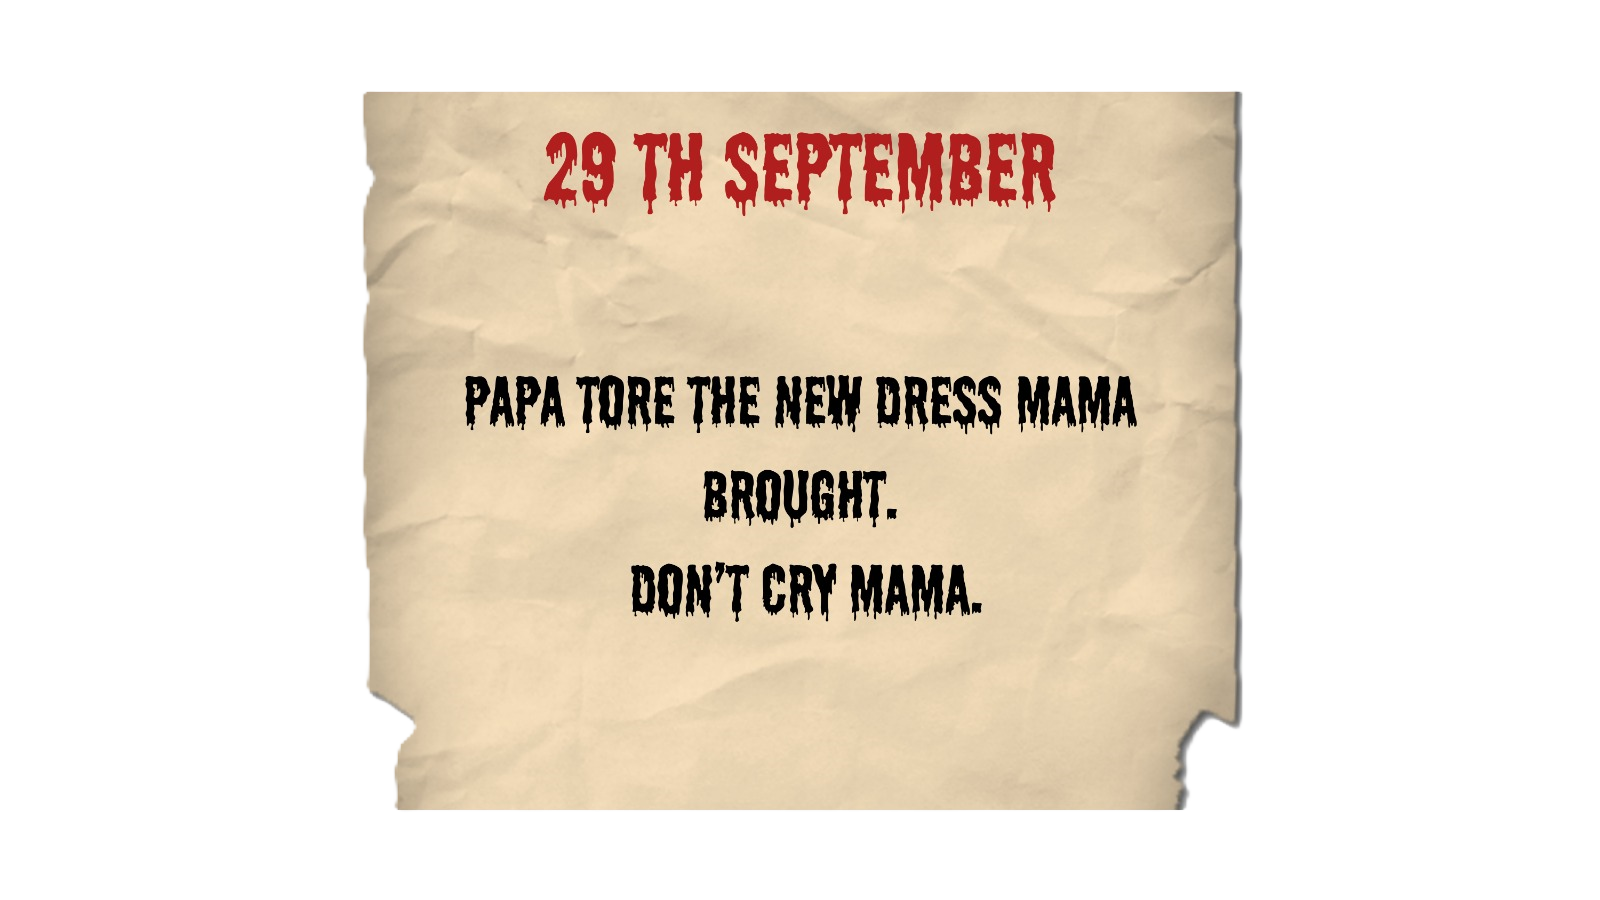 29 TH SEPTEMBER
PAPA TORE THE NEW DRESS MAMA
BROUGHT.
DON'T CRY MAMA.